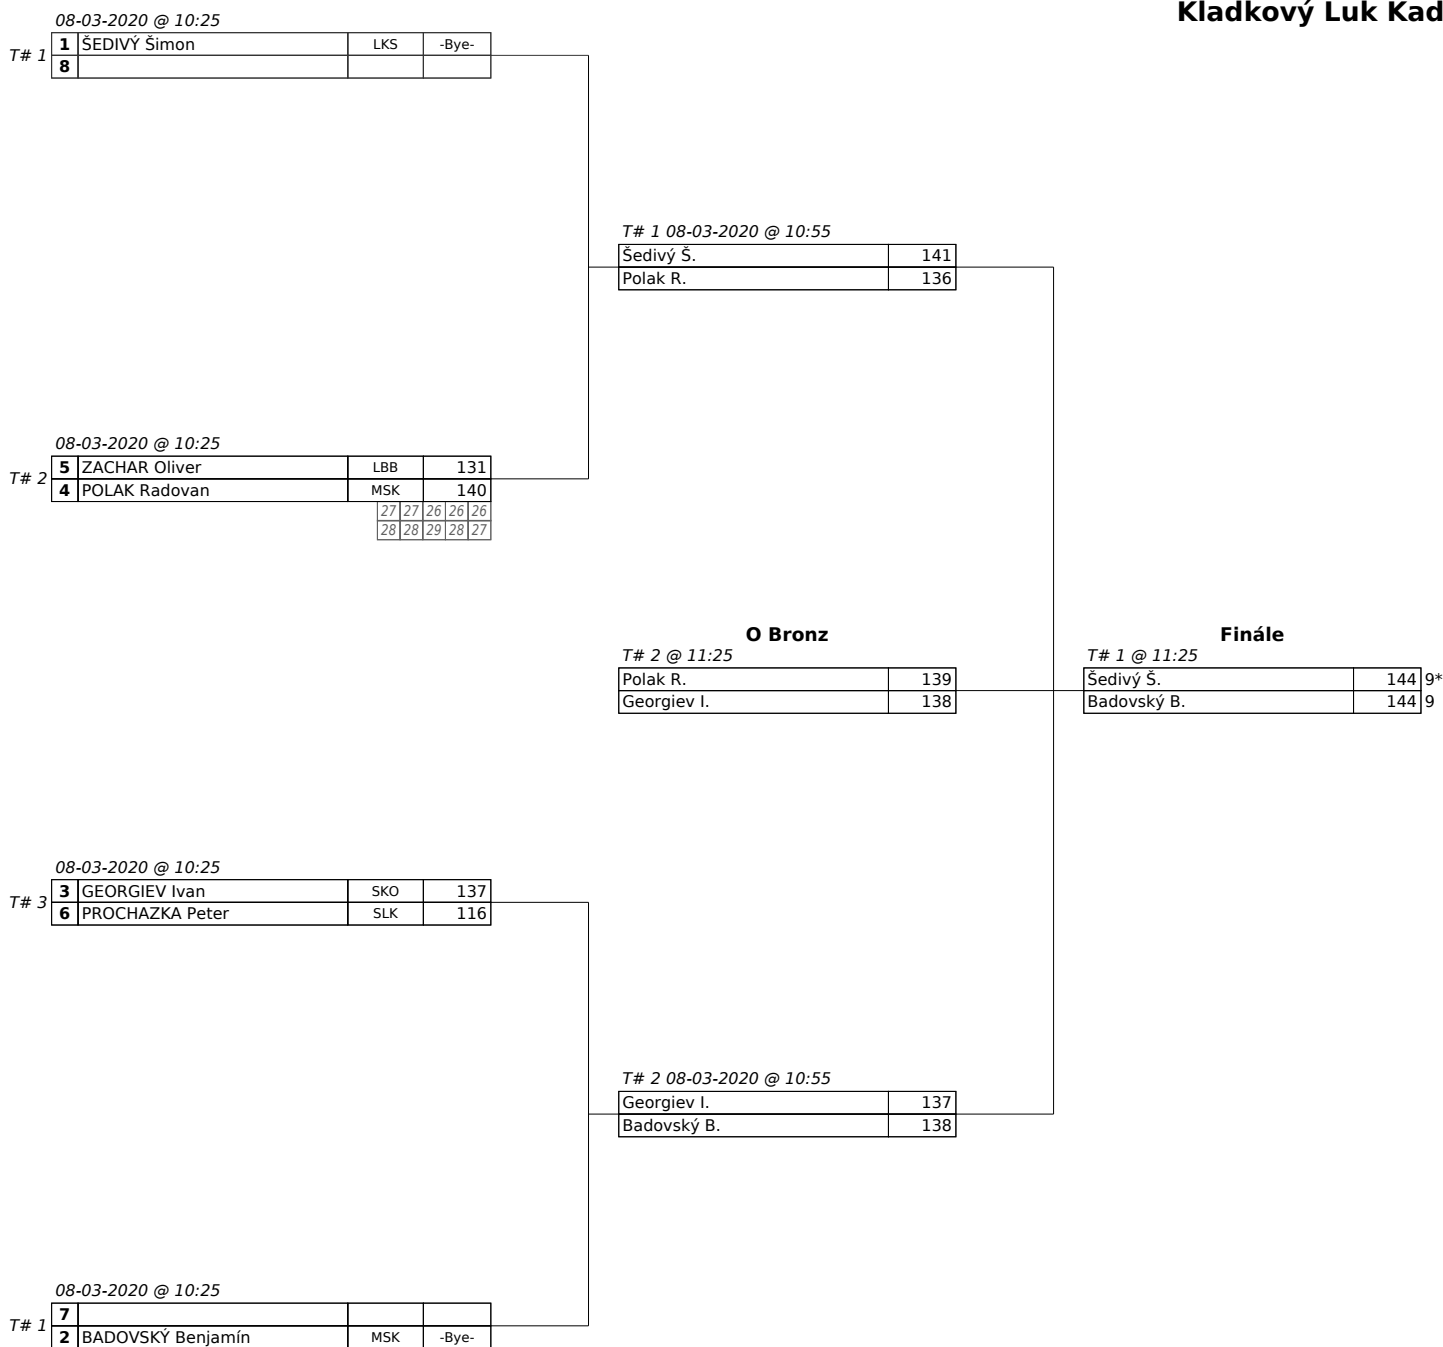 Kladkový Luk Kad
08-03-2020 @ 10:25
T# 1
1 ŠEDIVÝ Šimon LKS -Bye-
8
T# 1 08-03-2020 @ 10:55
Šedivý Š. 141
Polak R. 136
08-03-2020 @ 10:25
T# 2
5 ZACHAR Oliver LBB 131
4 POLAK Radovan MSK 140
27 27 26 26 26
28 28 29 28 27
O Bronz
T# 2 @ 11:25
Polak R. 139
Georgiev I. 138
Finále
T# 1 @ 11:25
Šedivý Š. 144 9*
Badovský B. 144 9
08-03-2020 @ 10:25
T# 3
3 GEORGIEV Ivan SKO 137
6 PROCHAZKA Peter SLK 116
T# 2 08-03-2020 @ 10:55
Georgiev I. 137
Badovský B. 138
08-03-2020 @ 10:25
T# 1
7
2 BADOVSKÝ Benjamín MSK -Bye-